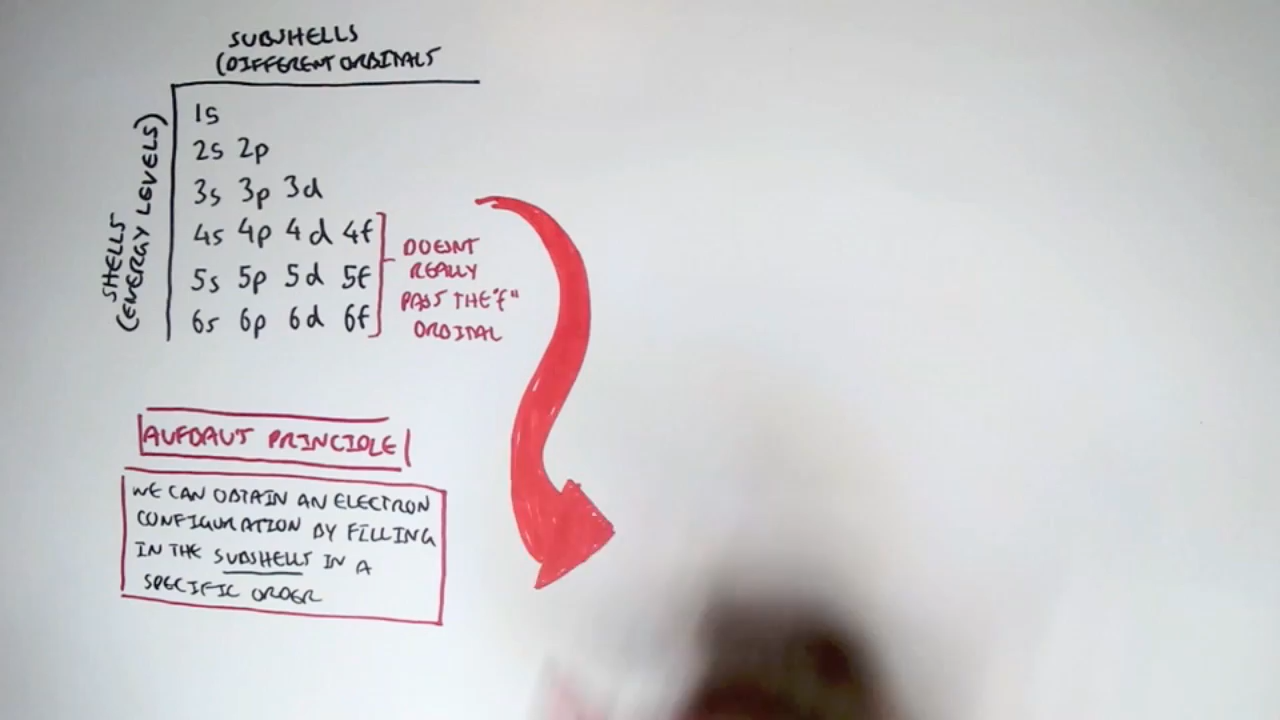 SUBSHELLS
(DIFFERENT ORBITALS
SHELLS
(ENERGY LEVELS)
1s
2s 2p
3s 3p 3d
4s 4p 4d 4f
5s 5p 5d 5f
6s 6p 6d 6f
DOESNT
REALLY
PASS THE "f"
ORBITAL
AUFBAU PRINCIPLE
WE CAN OBTAIN AN ELECTRON
CONFIGURATION BY FILLING
IN THE SUBSHELLS IN A
SPECIFIC ORDER